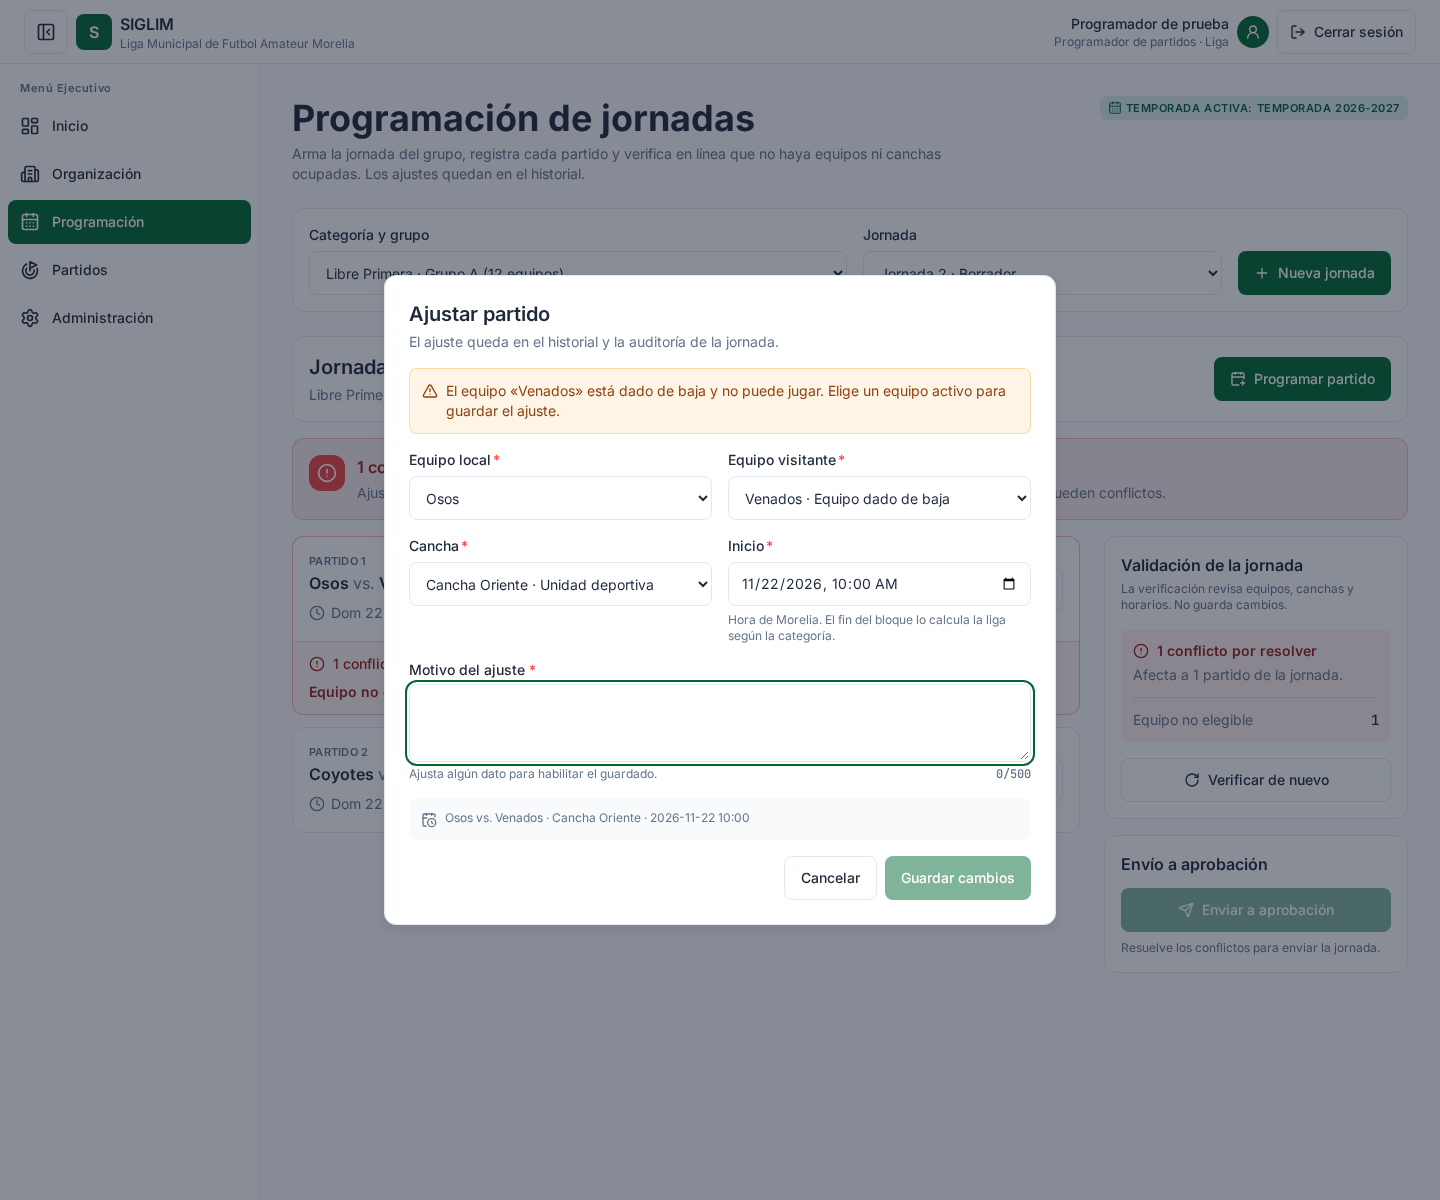 SIGLIM
Liga Municipal de Futbol Amateur Morelia
S
Programador de prueba
Programador de partidos · Liga
Cerrar sesión
Menú Ejecutivo
Inicio
Organización
Programación
Partidos
Administración
Programación de jornadas
Arma la jornada del grupo, registra cada partido y verifica en línea que no haya equipos ni canchas
ocupadas. Los ajustes quedan en el historial.
TEMPORADA ACTIVA: TEMPORADA 2026-2027
Categoría y grupo
Libre Primera · Grupo A (12 equipos)
Jornada
Jornada 2 · Borrador
Nueva jornada
Jornada
Libre Prime
Programar partido
1 co
Ajus
ueden conflictos.
PARTIDO 1
Osos vs. V
Dom 22
1 conflic
Equipo no
PARTIDO 2
Coyotes v
Dom 22
Ajustar partido
El ajuste queda en el historial y la auditoría de la jornada.
El equipo «Venados» está dado de baja y no puede jugar. Elige un equipo activo para
guardar el ajuste.
Equipo local *
Osos
Equipo visitante *
Venados · Equipo dado de baja
Cancha *
Cancha Oriente · Unidad deportiva
Inicio *
11/22/2026, 10:00 AM
Hora de Morelia. El fin del bloque lo calcula la liga
según la categoría.
Motivo del ajuste *
Ajusta algún dato para habilitar el guardado.
0/500
Osos vs. Venados · Cancha Oriente · 2026-11-22 10:00
Cancelar
Guardar cambios
Validación de la jornada
La verificación revisa equipos, canchas y
horarios. No guarda cambios.
1 conflicto por resolver
Afecta a 1 partido de la jornada.
Equipo no elegible
1
Verificar de nuevo
Envío a aprobación
Enviar a aprobación
Resuelve los conflictos para enviar la jornada.